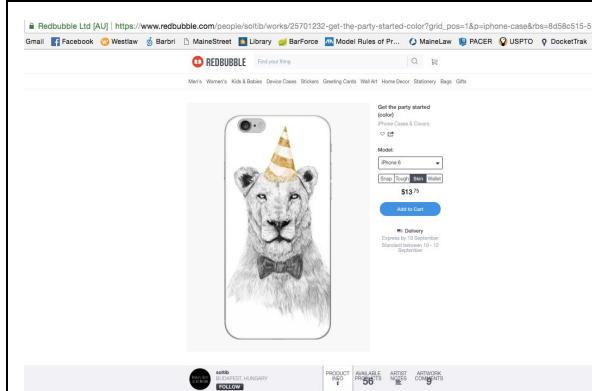 Redbubble Ltd [AU] | https://www.redbubble.com/people/soltib/works/25701232-get-the-party-started-color?grid_pos=1&p=iphone-case&rbs=8d58c515-5
Gmail Facebook Westlaw Barbri MaineStreet Library BarForce Model Rules of Pr... MaineLaw PACER USPTO DocketTrak
REDBUBBLE Find your thing
Men's Women's Kids & Babies Device Cases Stickers Greeting Cards Wall Art Home Decor Stationery Bags Gifts
Get the party started
(color)
iPhone Cases & Covers
Model:
iPhone 6
Snap Tough Skin Wallet
$13.75
Add to Cart
Delivery
Express by 10 September
Standard between 10 - 12
September
soltib
BUDAPEST, HUNGARY
FOLLOW
PRODUCT INFO
AVAILABLE PRODUCTS 56
ARTIST NOTES
ARTWORK COMMENTS 9